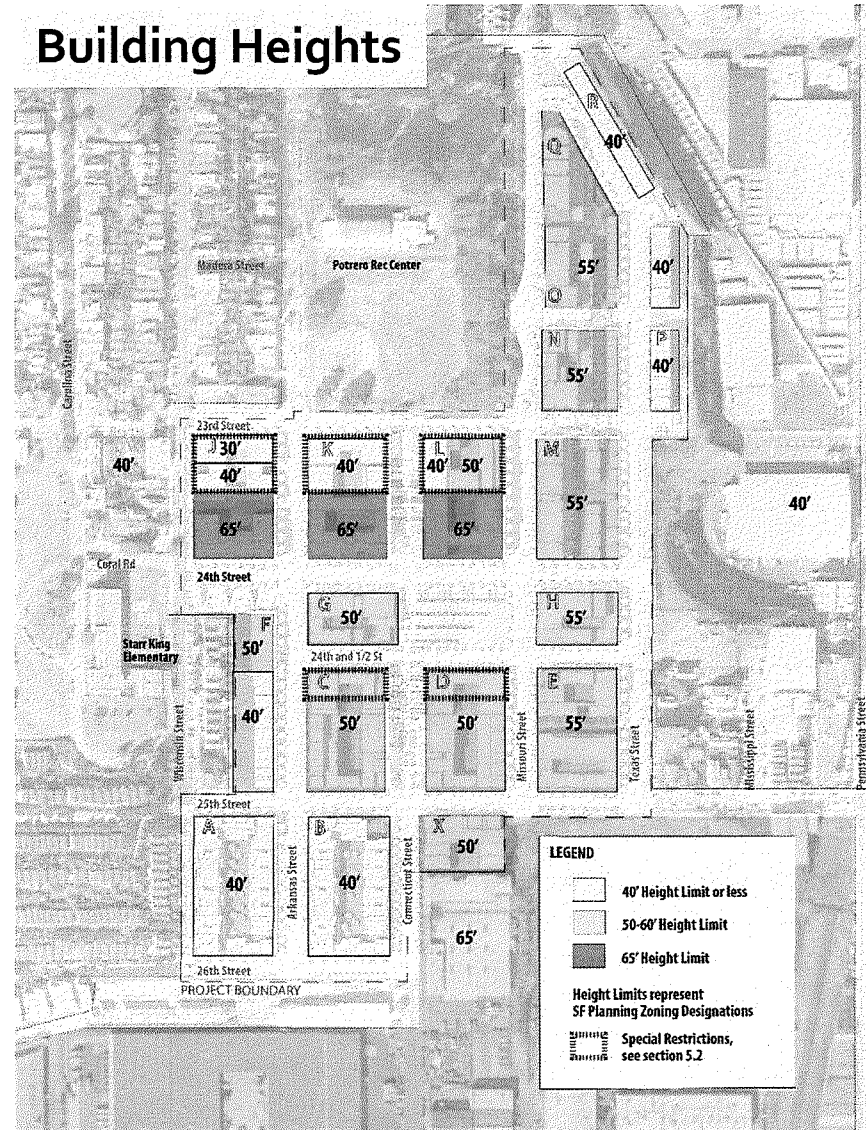 Building Heights
R
40'
Q
Madera Street
Potrero Rec Center
55'
40'
O
Carolina Street
N
55'
P
40'
23rd Street
J 30'
40'
K
40'
L
40' 50'
M
40'
55'
40'
65'
65'
65'
Coral Rd
24th Street
G
50'
H
55'
F
Starr King
Elementary
50'
24th and 1/2 St
C
D
E
Wisconsin Street
40'
50'
50'
Missouri Street
55'
Texas Street
Mississippi Street
Pennsylvania Street
25th Street
A
B
X
50'
40'
Arkansas Street
40'
Connecticut Street
65'
26th Street
PROJECT BOUNDARY
LEGEND
40' Height Limit or less
50-60' Height Limit
65' Height Limit
Height Limits represent
SF Planning Zoning Designations
Special Restrictions,
see section 5.2